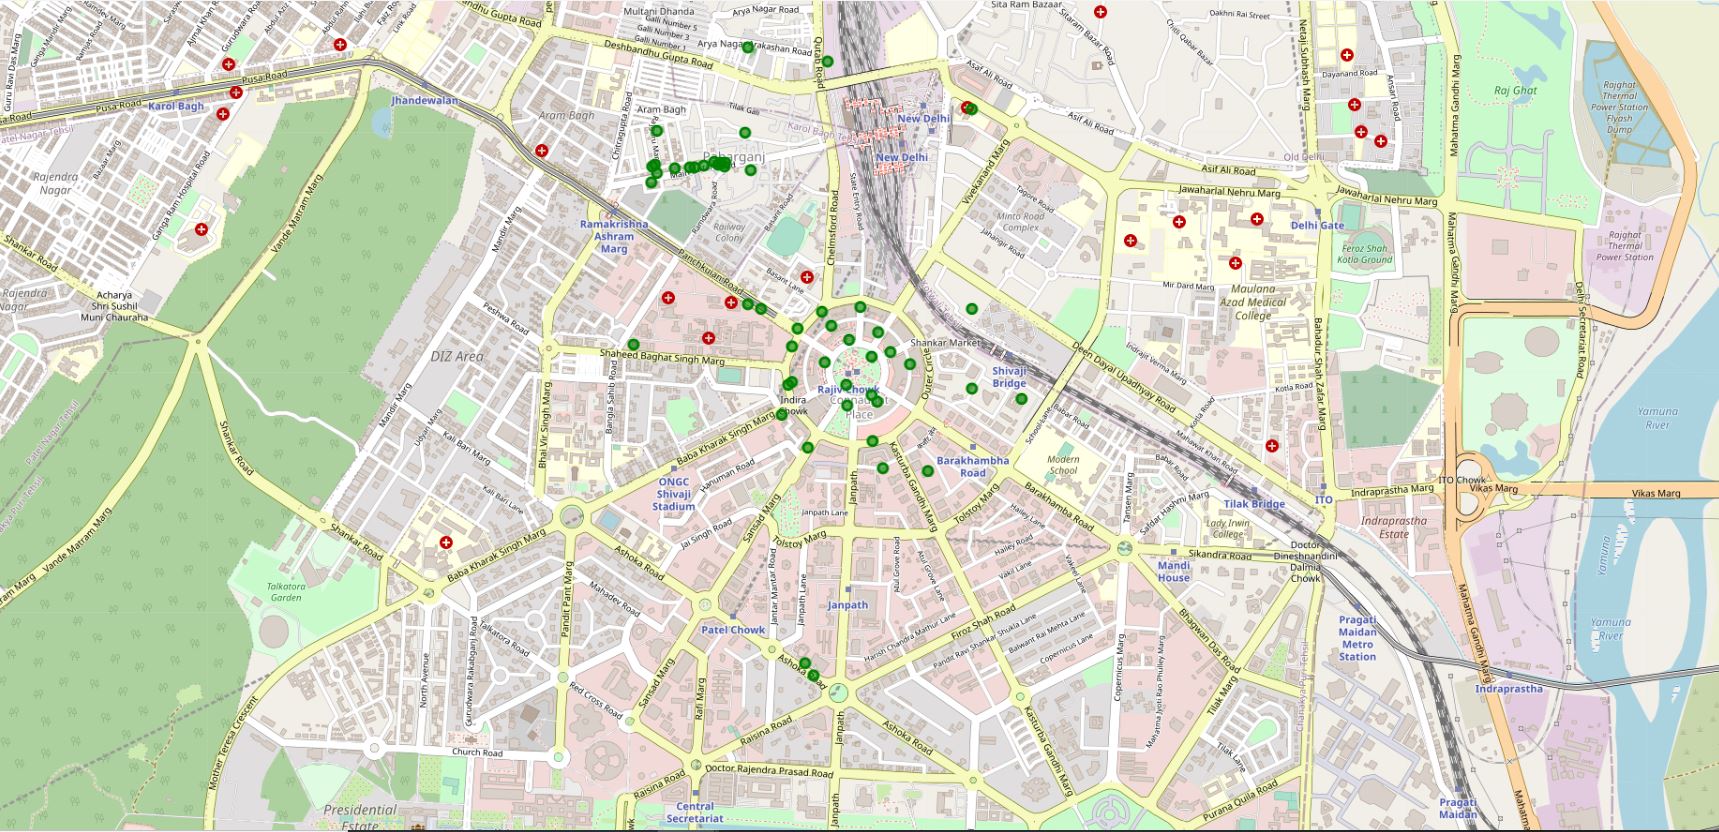 Multani Dhanda
Galli Number 5
Galli Number 3
Galli Number 1
Arya Nagar Road
Sita Ram Bazaar
Dakhni Rai Street
Deshbandhu Gupta Road
Qutab Road
Sitaram Bazar Road
Chitli Qabar Bazar
Netaji Subhash Marg
Dayanand Road
Ansari Road
Mahatma Gandhi Marg
Raj Ghat
Rajghat
Thermal
Power Station
Flyash
Dump
Guru Ravi Das Marg
Link Road
Pusa Road
Pusa Road
Karol Bagh
Jhandewalan
Aram Bagh
Aram Bagh
Chitragupta Road
Tilak Gali
Asaf Ali Road
Asif Ali Road
Asif Ali Road
New Delhi
New Delhi
Old Delhi
Jawaharlal Nehru Marg
Jawaharlal Nehru Marg
Rajendra
Nagar
Bazaar Road
Ganga Ram Hospital Road
Vande Matram Marg
Mandir Marg
Ramakrishna
Ashram
Marg
Railway
Colony
Basant Road
Basant Lane
Chelmsford Road
State Entry Road
Vivekanand Marg
Tagore Road
Minto Road
Complex
Jahangir Road
Delhi Gate
Feroz Shah
Kotla Ground
Rajghat
Thermal
Power Station
Shankar Road
Rajendra
Nagar
Acharya
Shri Sushil
Muni Chauraha
Panchkuian Road
Mir Dard Marg
Maulana
Azad Medical
College
Mahatma Gandhi Marg
Delhi Secretariat Road
Peshwa Road
DIZ Area
Shaheed Baghat Singh Marg
Shankar Market
Outer Circle
Shivaji
Bridge
Deen Dayal Upadhyay Road
Indrajit Verma Marg
Kotla Road
Kotla Road
Bahadur Shah Zafar Marg
Rajiv Chowk
Connaught
Place
Indira
Chowk
Mandir Marg
Udyan Marg
Kali Bari Marg
Kali Bari Lane
Bhai Vir Singh Marg
Bangla Sahib Road
Baba Kharak Singh Marg
Hanuman Road
ONGC
Shivaji
Stadium
Barakhambha
Road
Modern
School
School Lane
Babar Road
Babar Road
Mahawat Khan Road
Tilak Bridge
ITO
Indraprastha Marg
ITO Chowk
Vikas Marg
Vikas Marg
Yamuna
River
Shankar Road
Shankar Road
Vande Matram Marg
Baba Kharak Singh Marg
Talkatora
Garden
Jai Singh Road
Sansad Marg
Janpath Lane
Janpath
Kasturba Gandhi Marg
Tolstoy Marg
Tolstoy Marg
Barakhamba Road
Hailey Lane
Hailey Road
Tansen Marg
Safdar Hashmi Marg
Lady Irwin
College
Sikandra Road
Mandi
House
Doctor
Dineshnandini
Dalmia
Chowk
Indraprastha
Estate
Yamuna
Yamuna
River
Ashoka Road
Mahadev Road
Pandit Pant Marg
Talkatora Road
Jantar Mantar Road
Janpath Lane
Atul Grove Road
Atul Grove Lane
Vakil Lane
Vakeel Lane
Janpath
Patel Chowk
Harish Chandra Mathur Lane
Firoz Shah Road
Pandit Ravi Shankar Shukla Lane
Balwant Rai Mehta Lane
Copernicus Lane
Copernicus Marg
Mahatma Jyoti Rao Phulley Marg
Bhagwan Das Road
Pragati
Maidan
Metro
Station
Mahatma Gandhi Marg
Indraprastha
Mother Teresa Crescent
North Avenue
Gurudwara Rakabganj Road
Red Cross Road
Sansad Marg
Rafi Marg
Ashoka Road
Raisina Road
Janpath
Ashoka Road
Kasturba Gandhi Marg
Tilak Marg
Tilak Lane
Church Road
Doctor Rajendra Prasad Road
Raisina Road
Central
Secretariat
Janpath
Purana Quila Road
Presidential
Estate
Pragati
Maidan